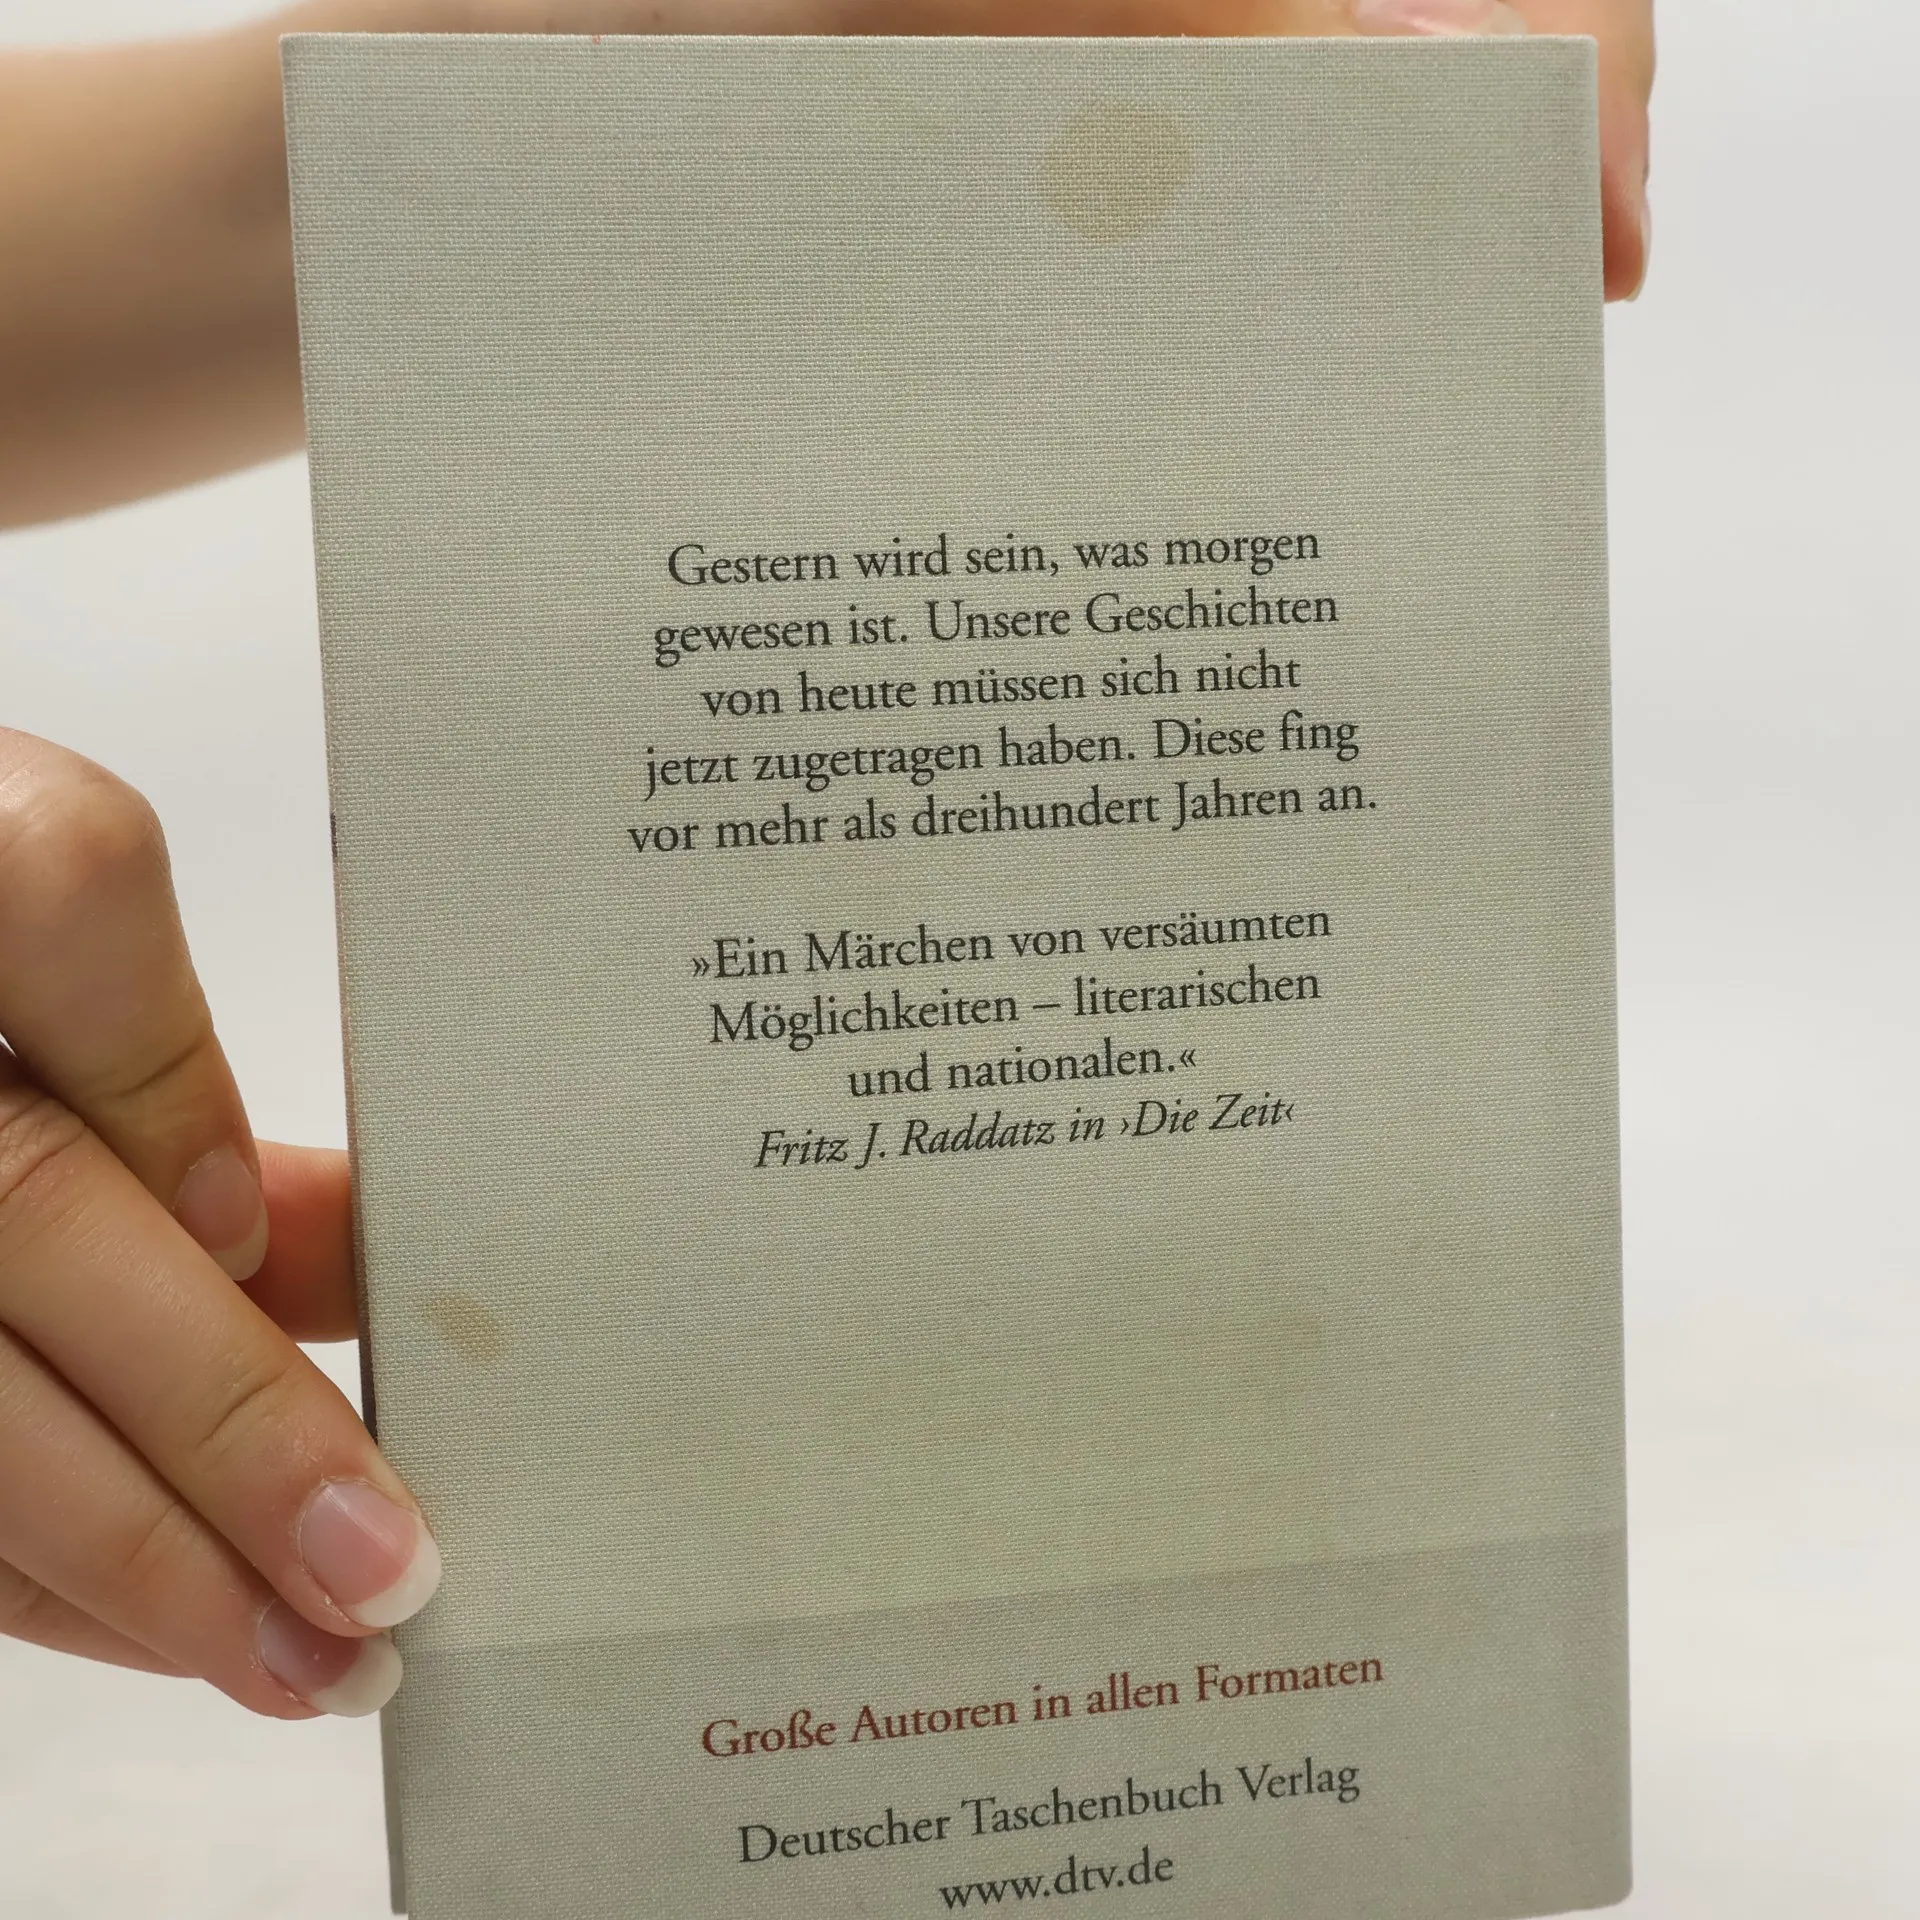 Gestern wird sein, was morgen
gewesen ist. Unsere Geschichten
von heute müssen sich nicht
jetzt zugetragen haben. Diese fing
vor mehr als dreihundert Jahren an.
»Ein Märchen von versäumten
Möglichkeiten – literarischen
und nationalen.«
Fritz J. Raddatz in ›Die Zeit‹
Große Autoren in allen Formaten
Deutscher Taschenbuch Verlag
www.dtv.de